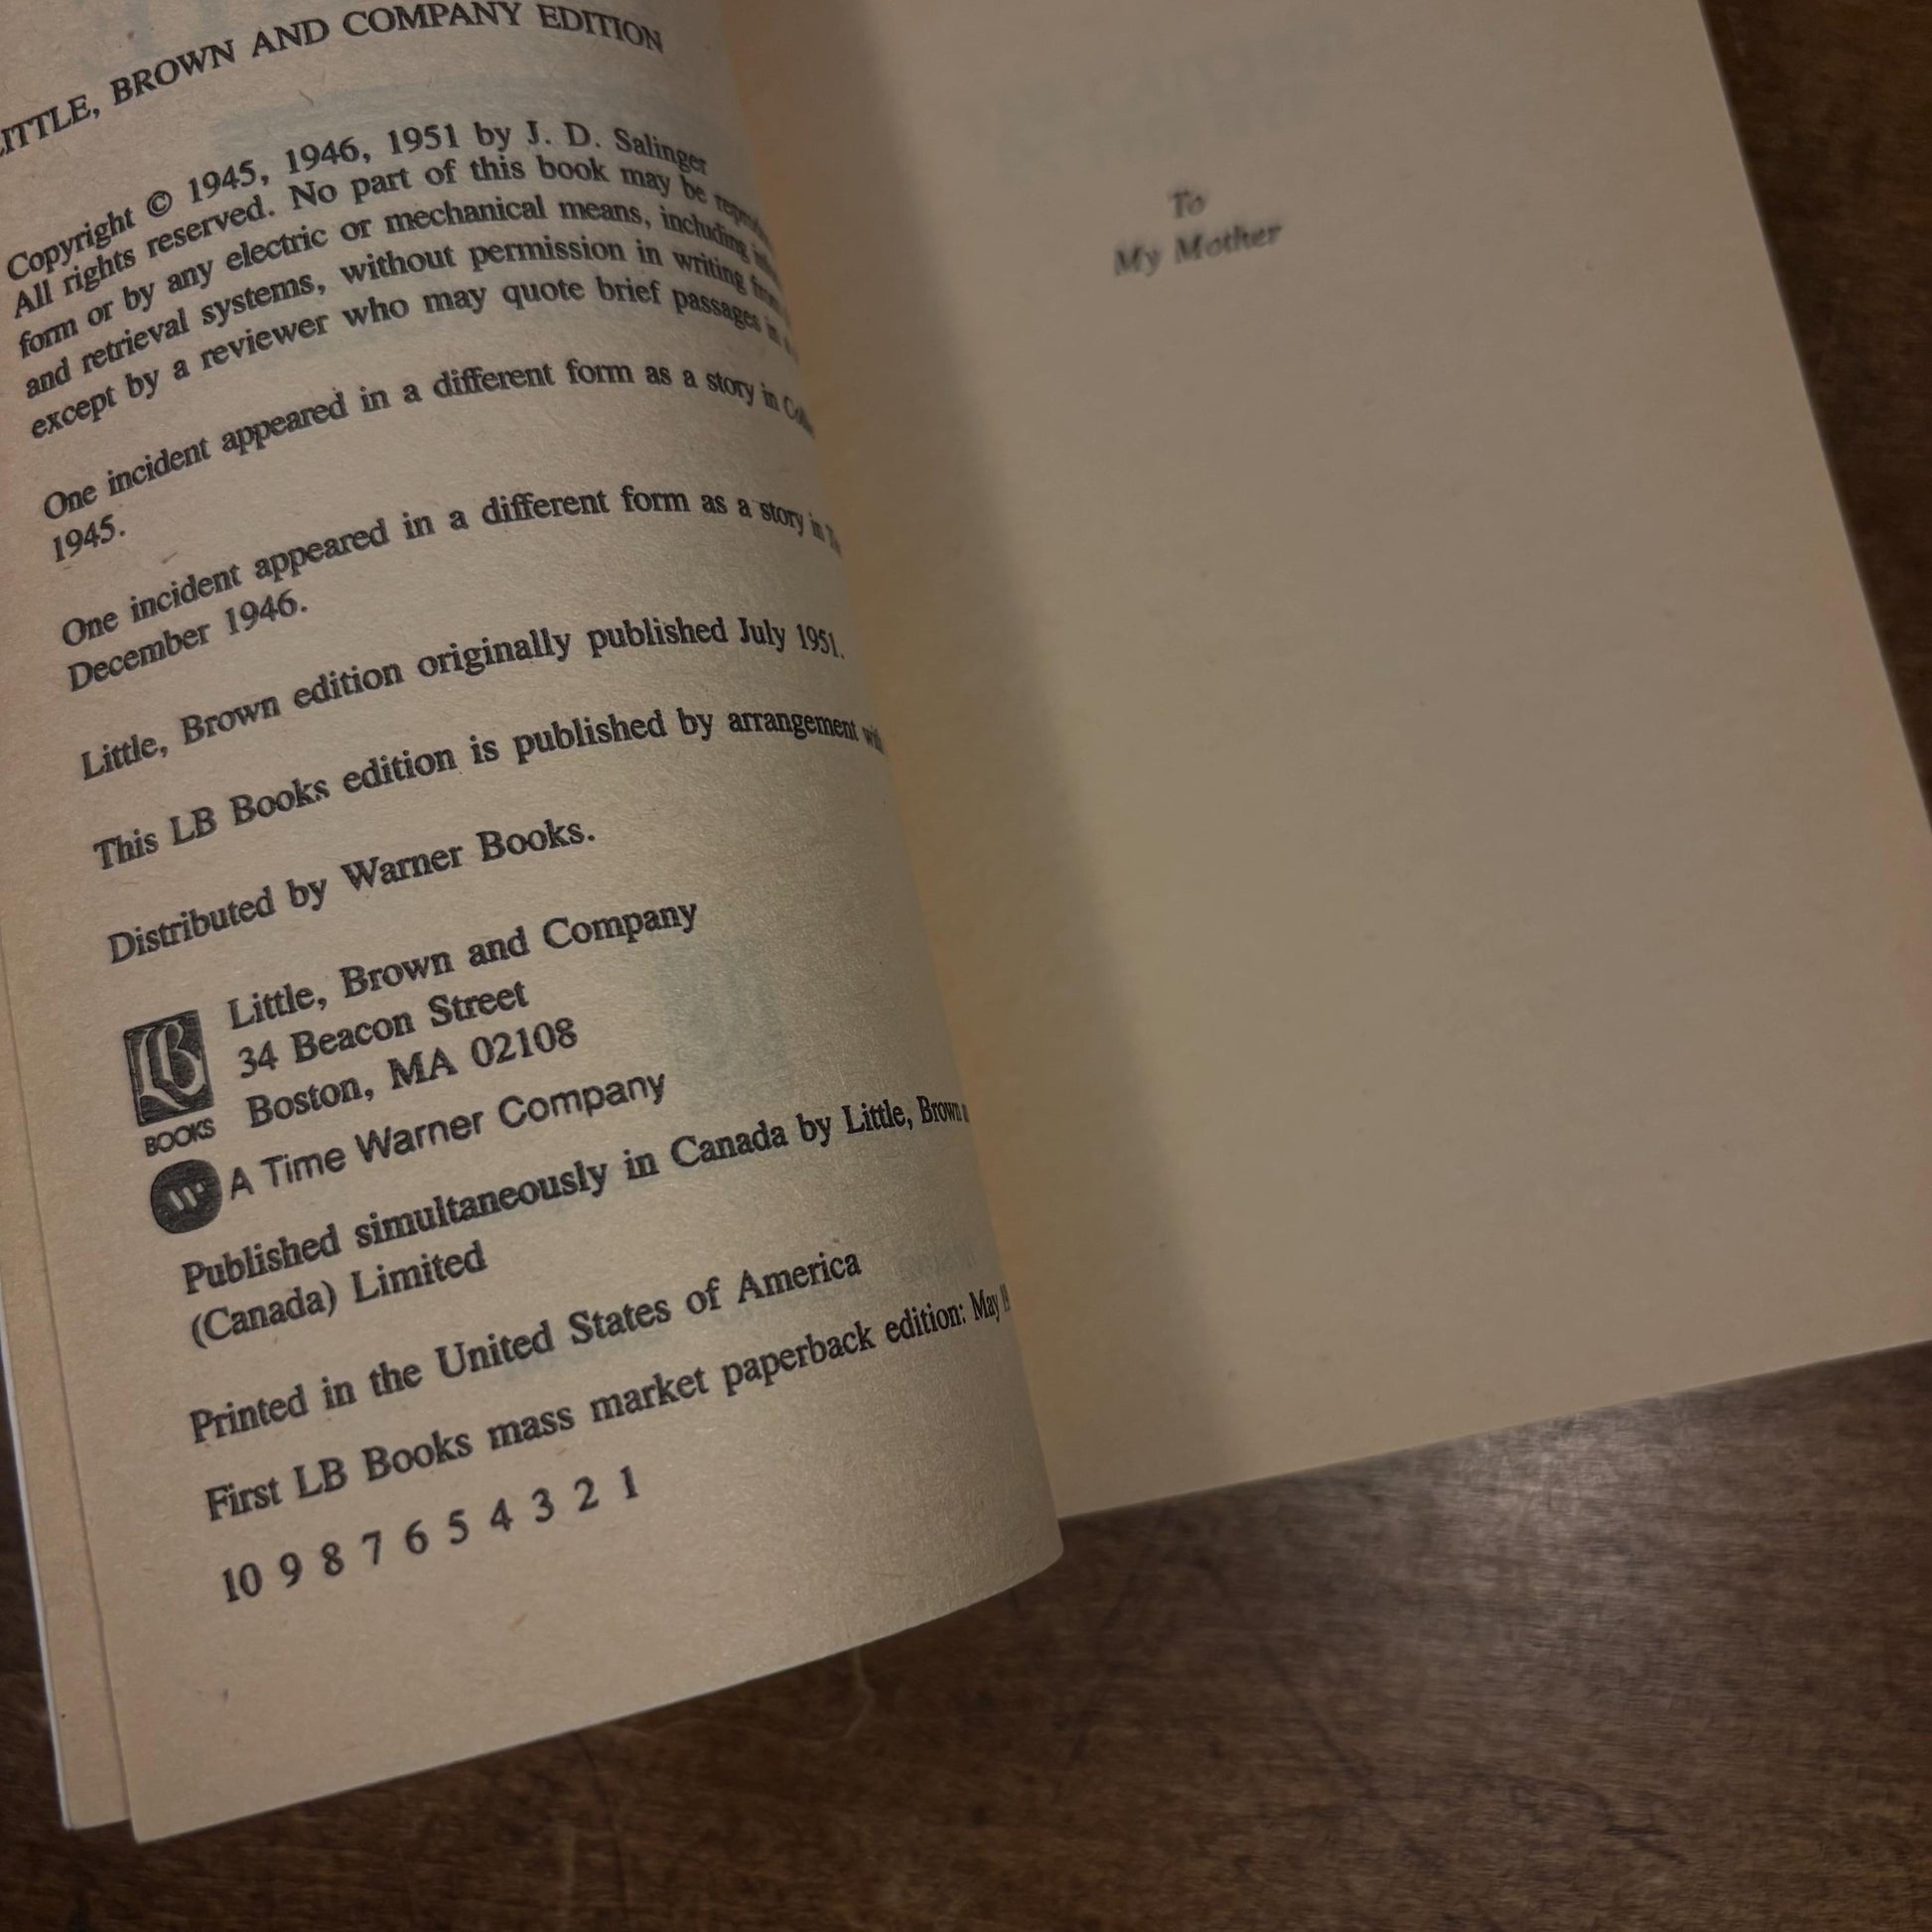 LITTLE, BROWN AND COMPANY EDITION
Copyright © 1945, 1946, 1951 by J. D. Salinger
All rights reserved. No part of this book may be
form or by any electric or mechanical means, including
and retrieval systems, without permission in writing from
except by a reviewer who may quote brief passages in a
One incident appeared in a different form as a story in
1945.
One incident appeared in a different form as a story in
December 1946.
Little, Brown edition originally published July 1951.
This LB Books edition is published by arrangement with
Distributed by Warner Books.
Little, Brown and Company
34 Beacon Street
Boston, MA 02108
LB
BOOKS
A Time Warner Company
Published simultaneously in Canada by Little, Brown
(Canada) Limited
Printed in the United States of America
First LB Books mass market paperback edition: May
10 9 8 7 6 5 4 3 2 1
To
My Mother